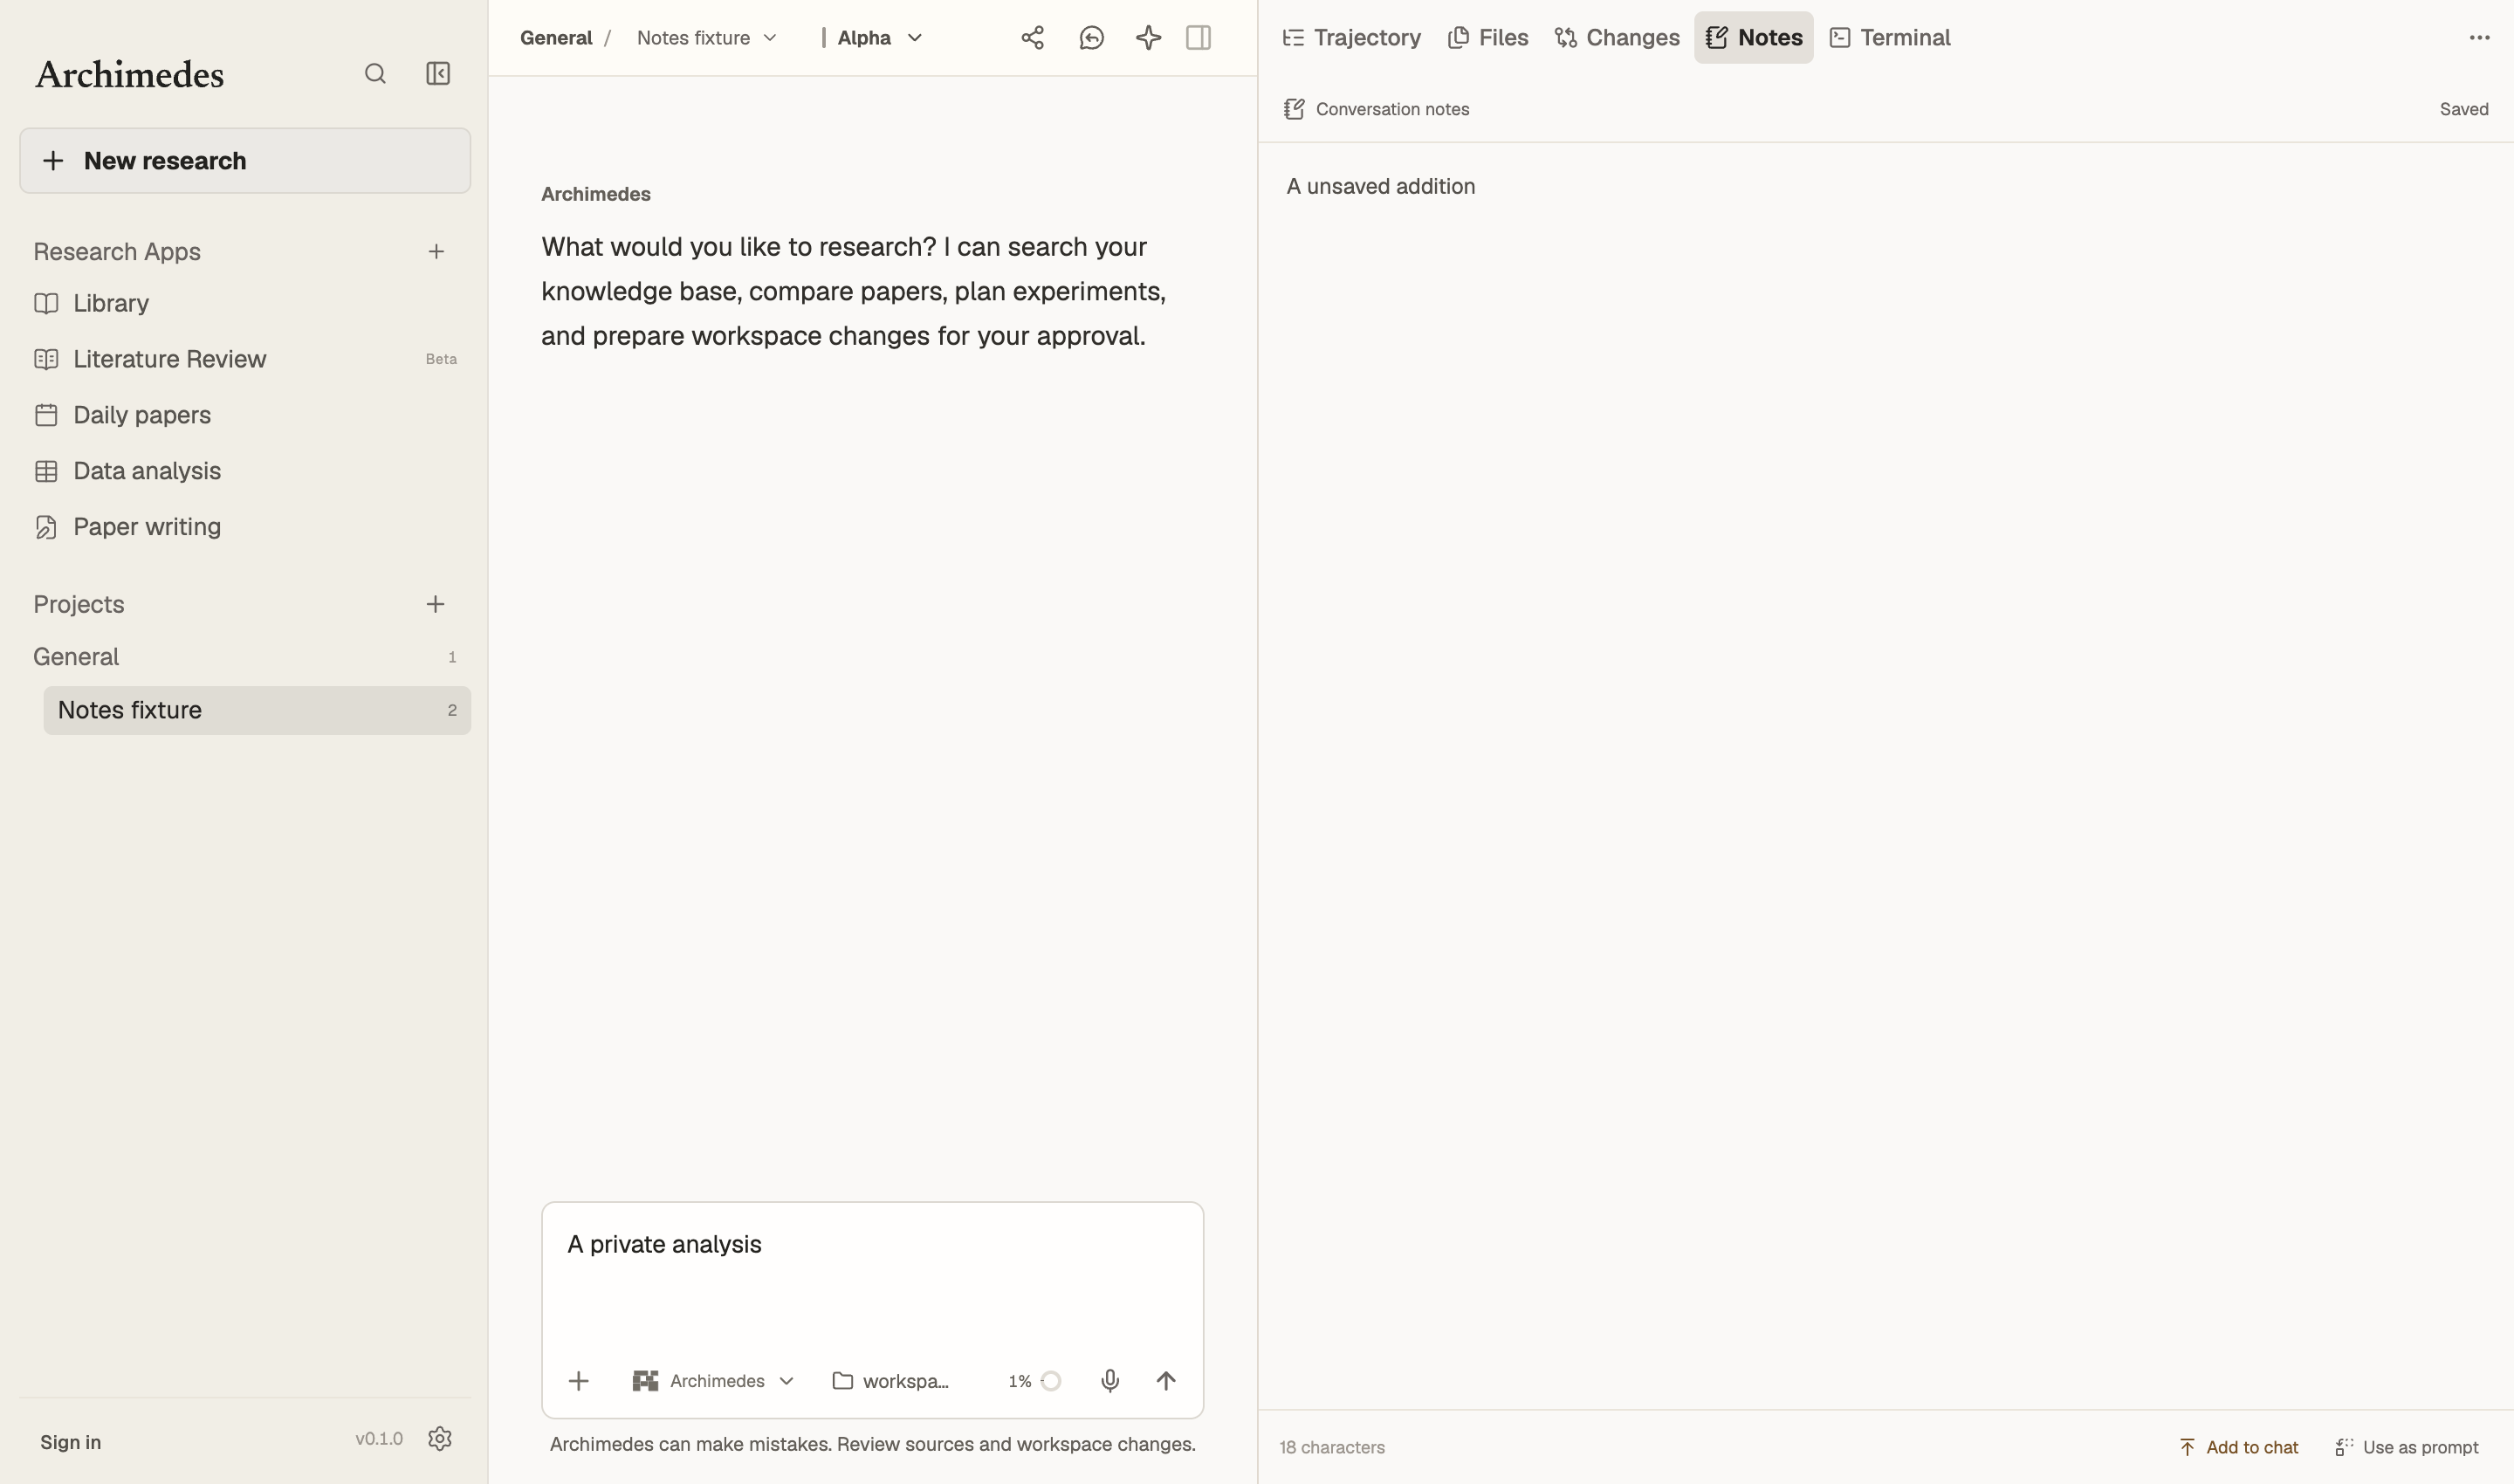 Archimedes
New research
Research Apps
Library
Literature Review Beta
Daily papers
Data analysis
Paper writing
Projects
General 1
Notes fixture 2
Sign in v0.1.0
General / Notes fixture Alpha
Archimedes
What would you like to research? I can search your
knowledge base, compare papers, plan experiments,
and prepare workspace changes for your approval.
A private analysis
Archimedes workspa... 1%
Archimedes can make mistakes. Review sources and workspace changes.
Trajectory Files Changes Notes Terminal
Conversation notes Saved
A unsaved addition
18 characters Add to chat Use as prompt